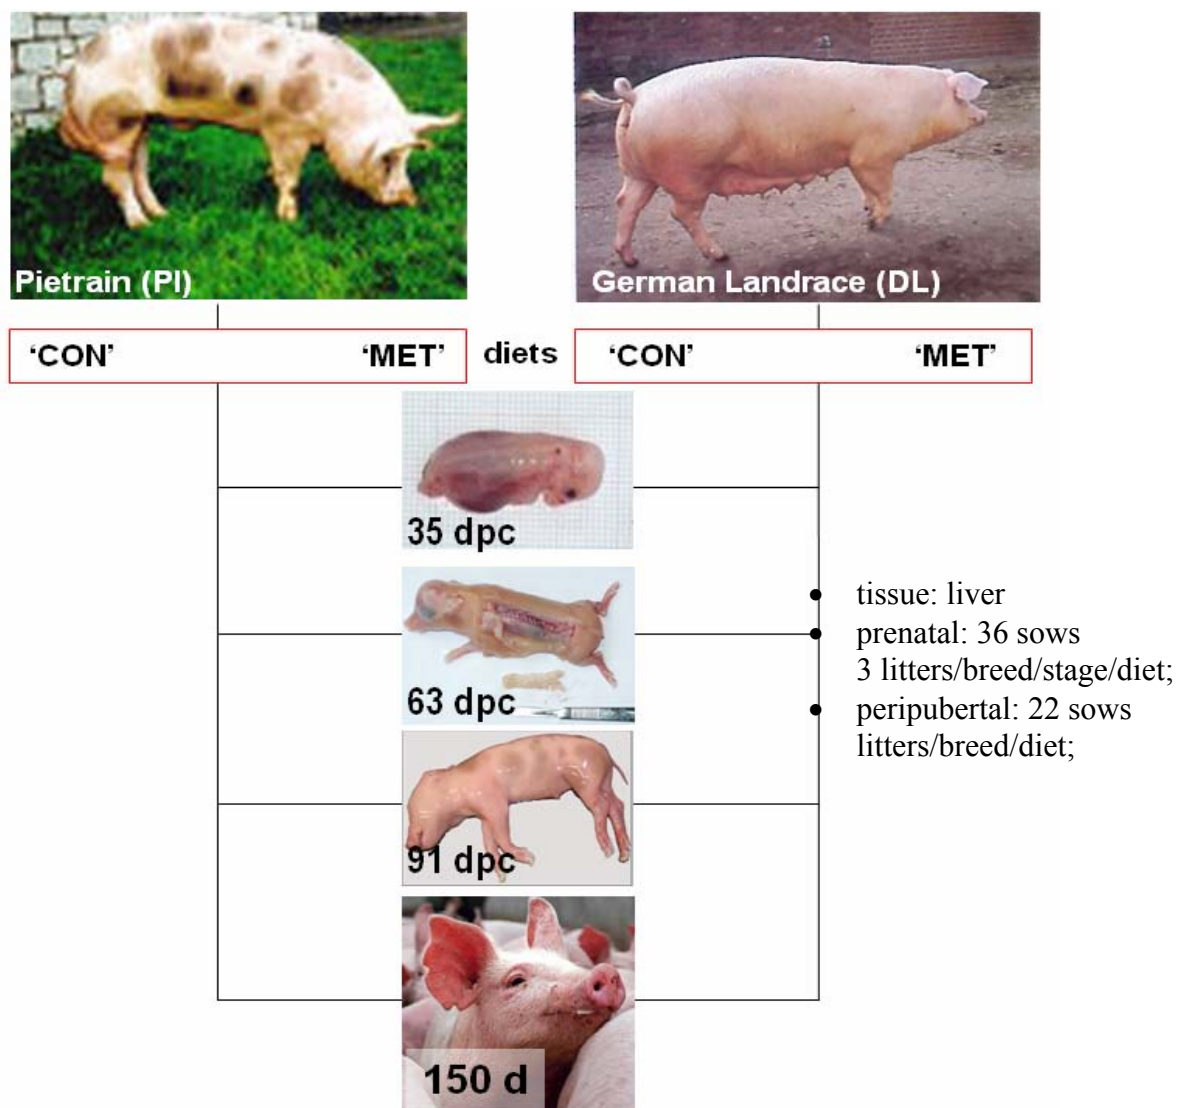 Pietrain (PI)
German Landrace (DL)
‘CON’ ‘MET’ diets ‘CON’ ‘MET’
35 dpc
63 dpc
91 dpc
150 d
• tissue: liver
• prenatal: 36 sows
3 litters/breed/stage/diet;
• peripubertal: 22 sows
litters/breed/diet;